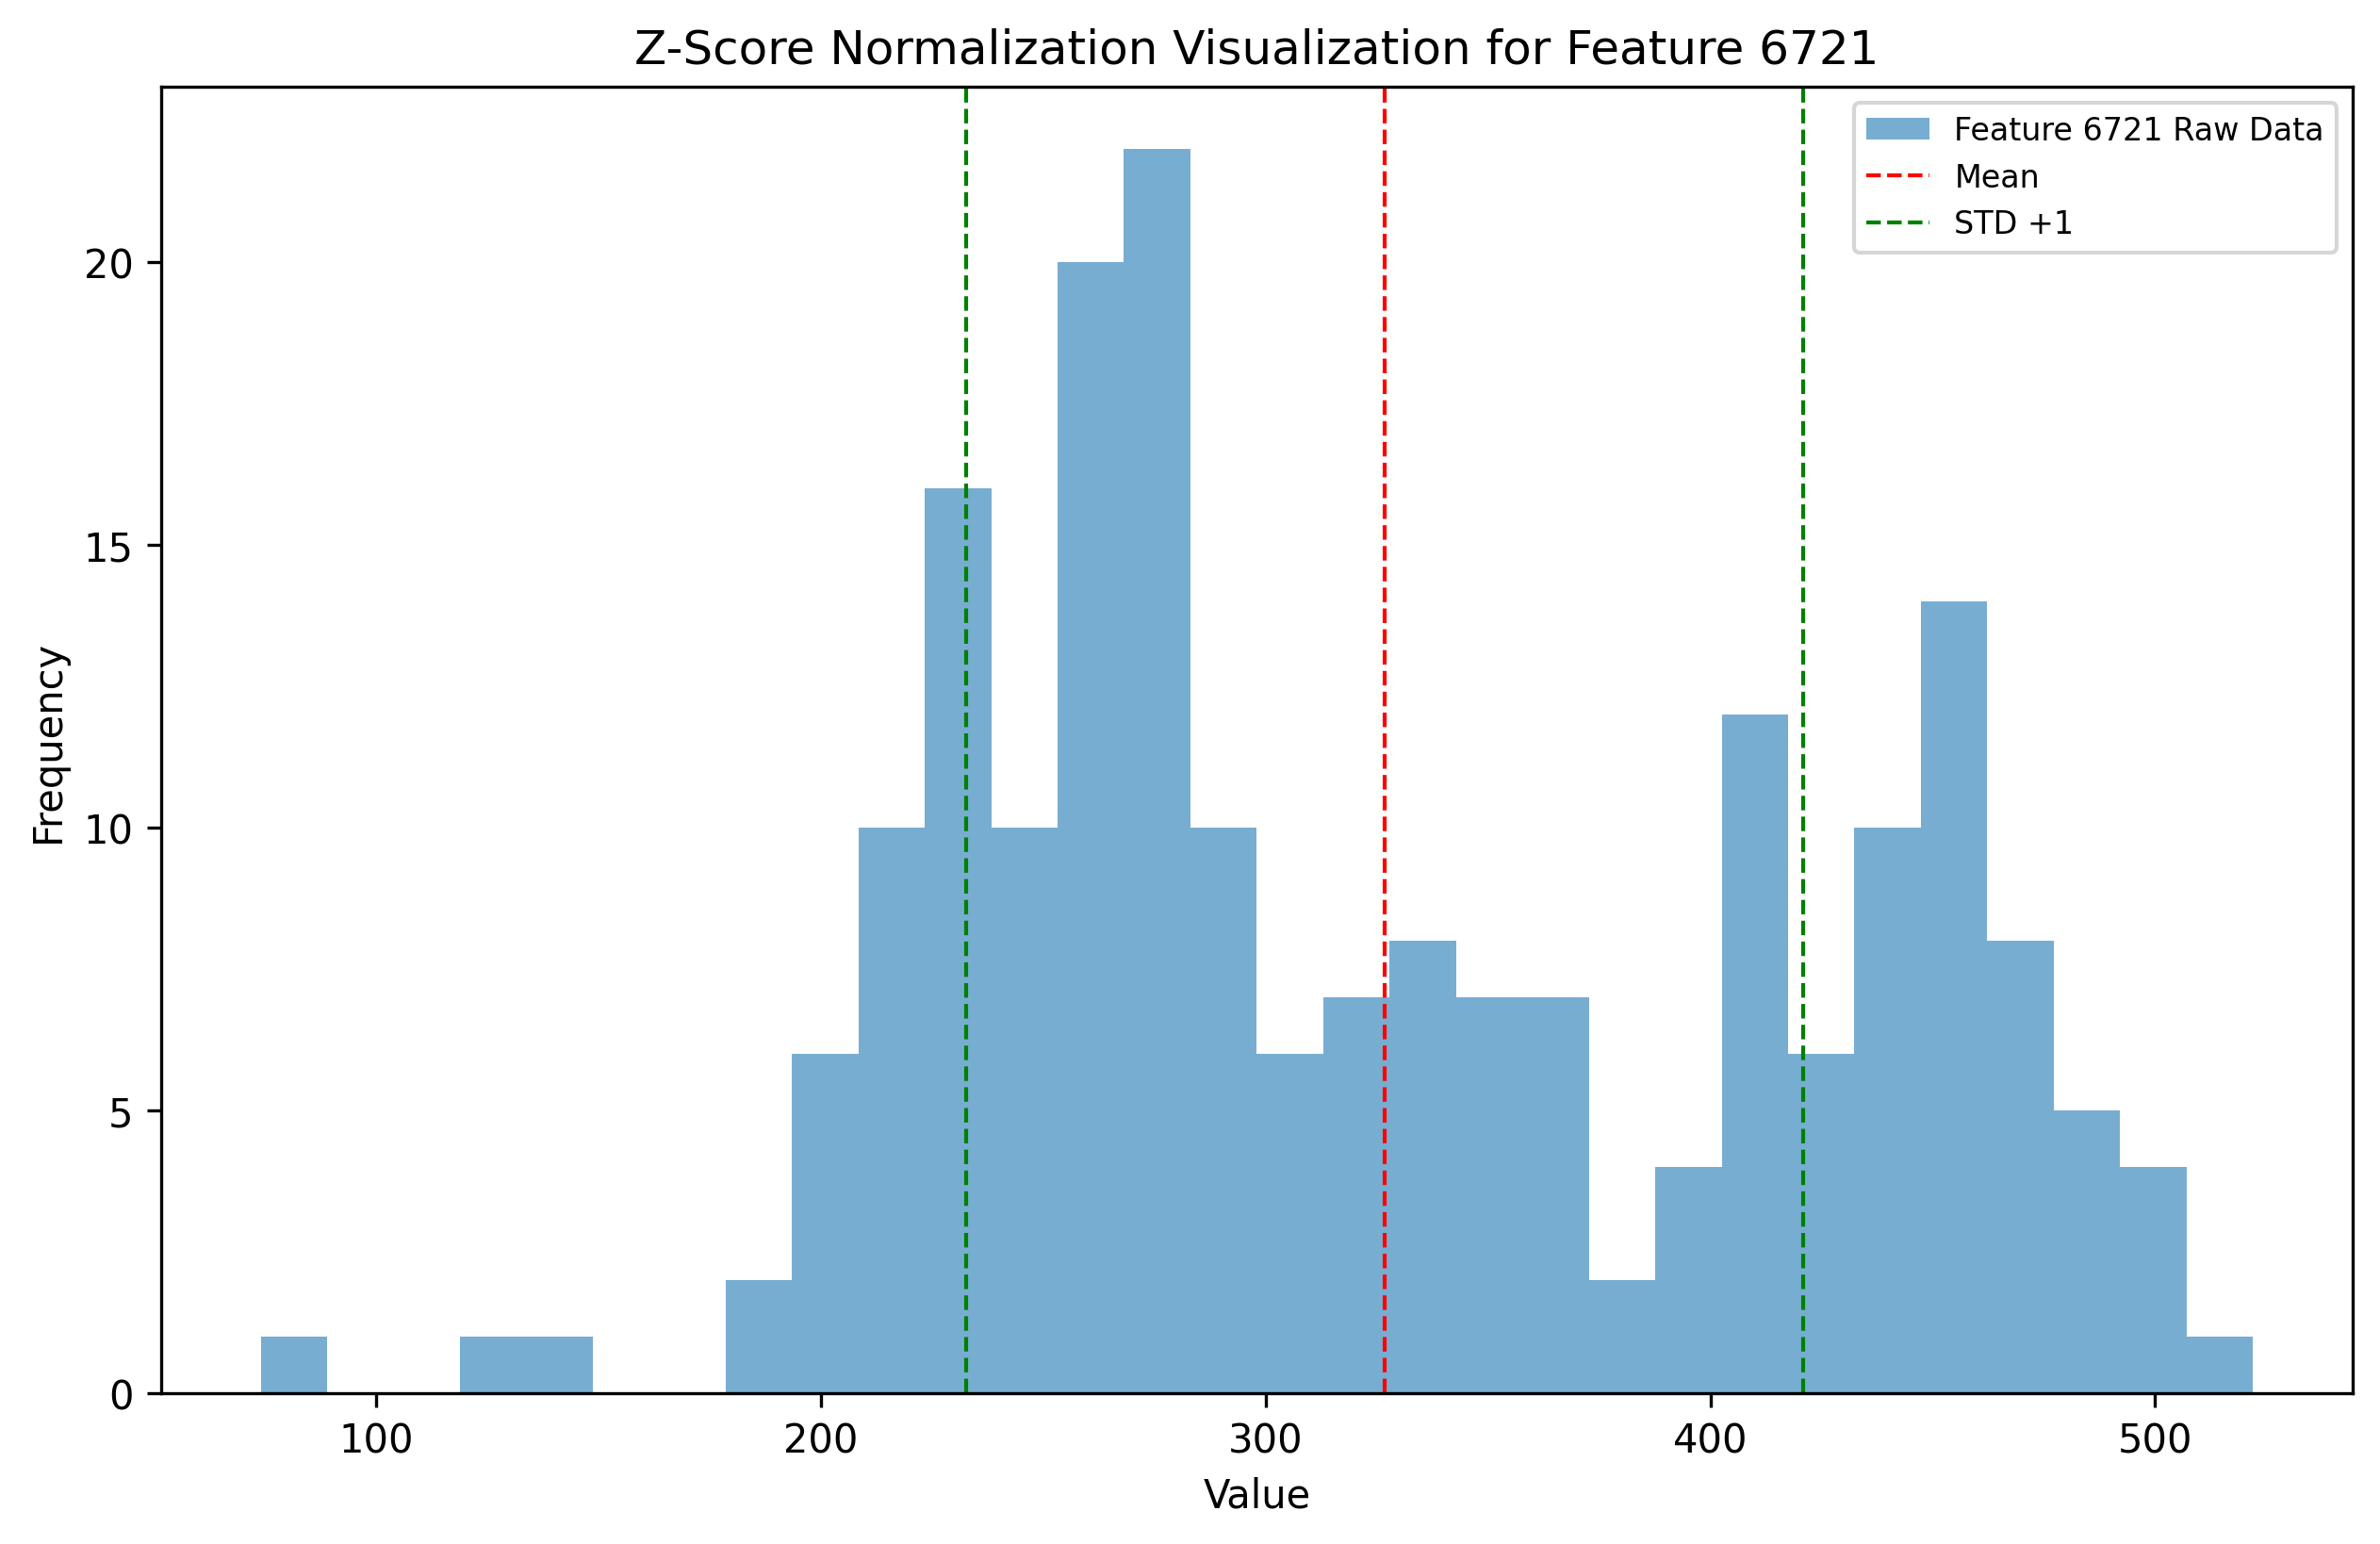 Z-Score Normalization Visualization for Feature 6721
Feature 6721 Raw Data
Mean
STD +1
Frequency
20
15
10
5
0
100 200 300 400 500
Value